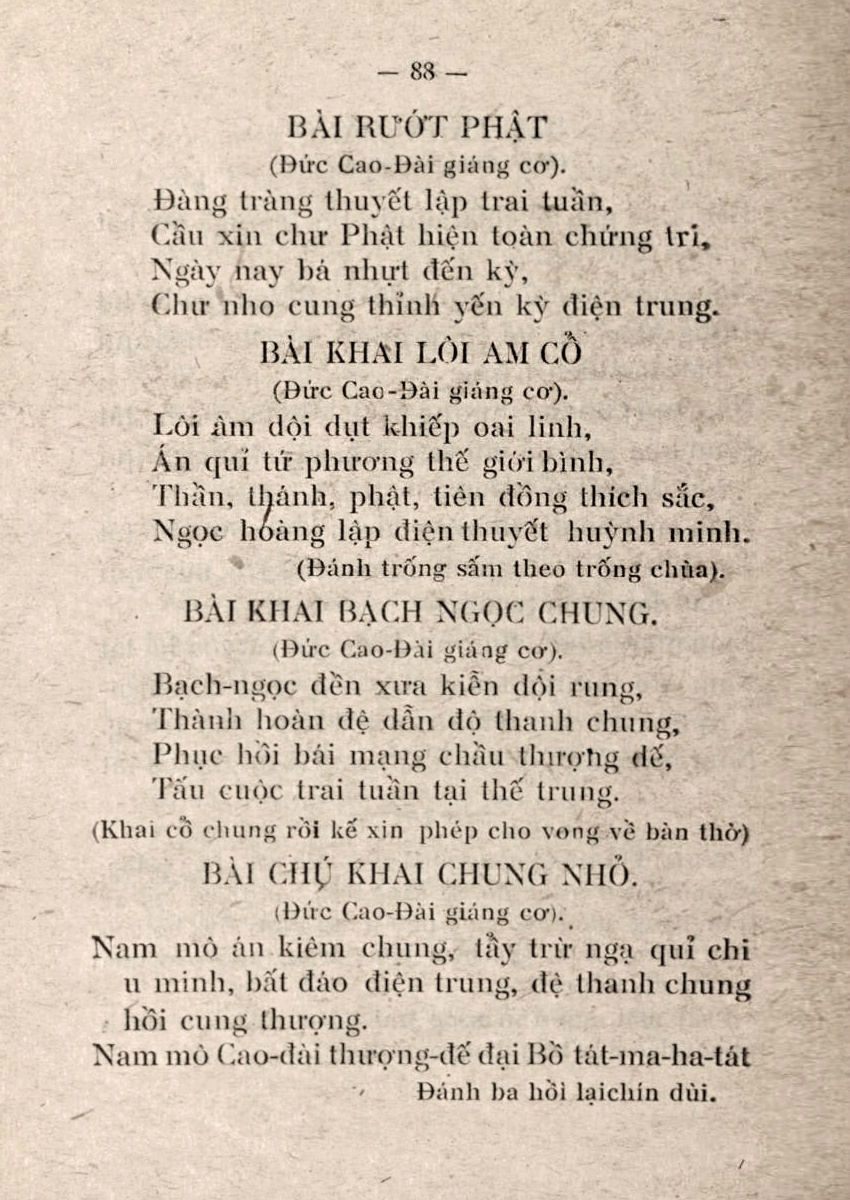 — 88 —
BÀI RƯỚT PHẬT
(Đức Cao-Đài giáng cơ).
Đàng tràng thuyết lập trai tuần,
Cầu xin chư Phật hiện toàn chứng tri,
Ngày nay bá nhựt đến kỳ,
Chư nho cung thỉnh yến kỳ điện trung.
BÀI KHAI LÔI AM CỔ
(Đức Cao-Đài giáng cơ).
Lôi âm dội dụt khiếp oai linh,
Án quỉ tứ phương thế giới bình,
Thần, thánh, phật, tiên đồng thích sắc,
Ngọc hoàng lập điện thuyết huỳnh minh.
(Đánh trống sấm theo trống chùa).
BÀI KHAI BẠCH NGỌC CHUNG.
(Đức Cao-Đài giáng cơ).
Bạch-ngọc đền xưa kiễn dội rung,
Thành hoàn đệ dẫn độ thanh chung,
Phục hồi bái mạng chầu thượng đế,
Tấu cuộc trai tuần tại thế trung.
(Khai cổ chung rồi kế xin phép cho vong về bàn thờ)
BÀI CHÚ KHAI CHUNG NHỎ.
(Đức Cao-Đài giáng cơ).
Nam mô án kiêm chung, tẩy trừ ngạ quỉ chi
u minh, bất đáo điện trung, đệ thanh chung
hồi cung thượng.
Nam mô Cao-đài thượng-đế đại Bồ tát-ma-ha-tát
Đánh ba hồi lạichín dùi.